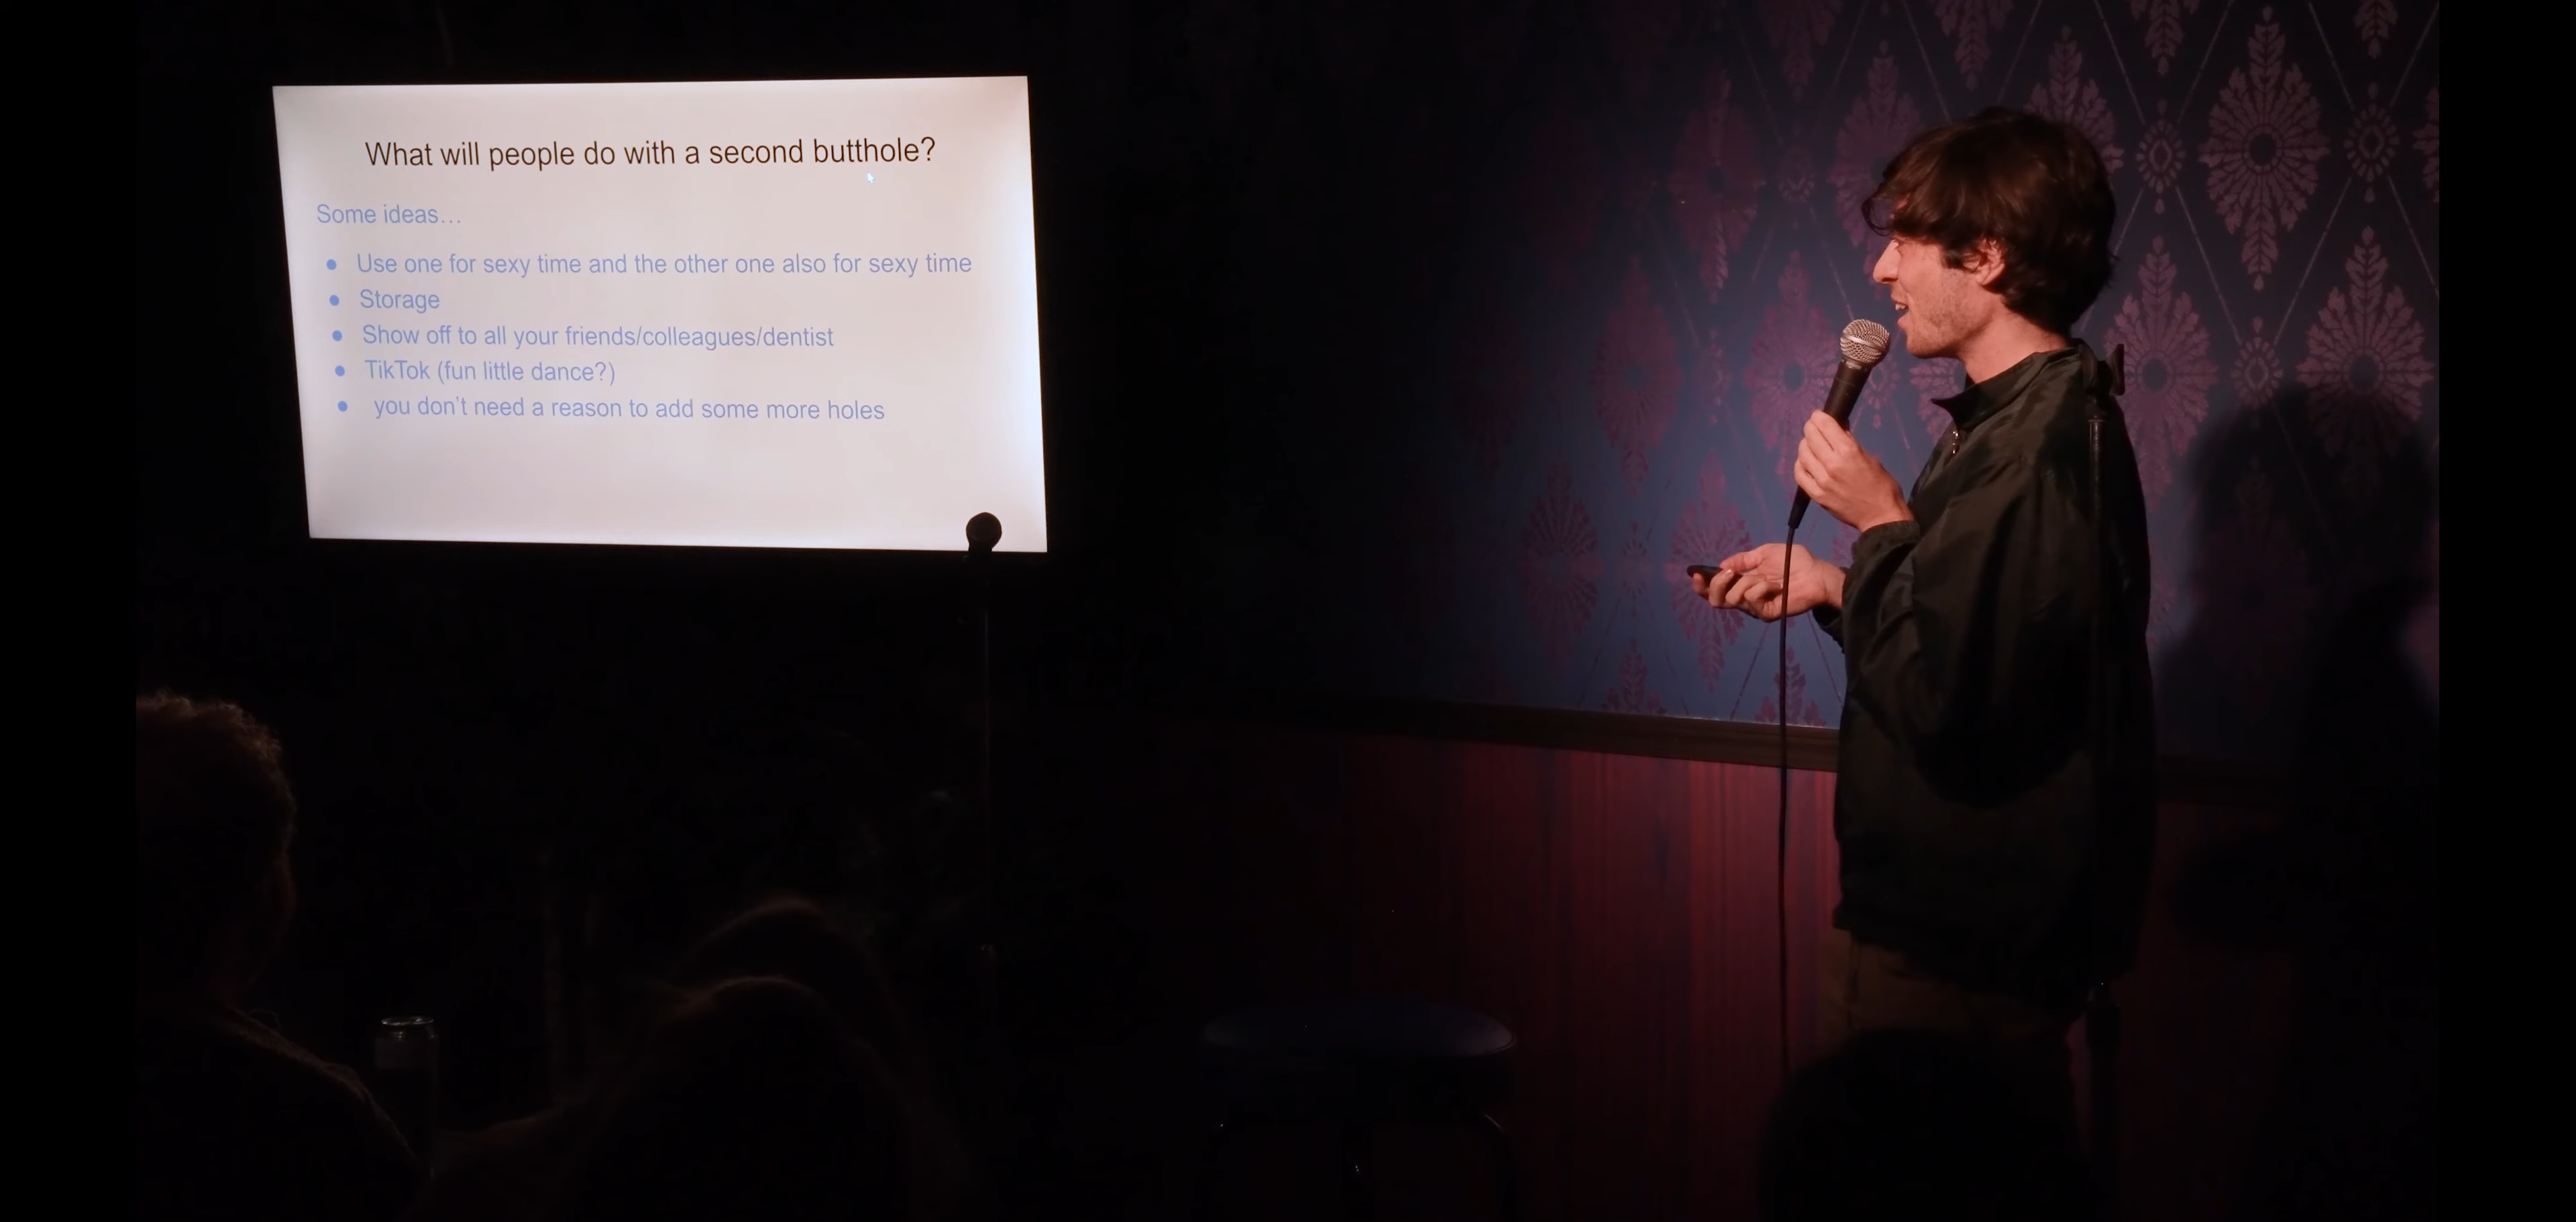 What will people do with a second butthole?
Some ideas…
● Use one for sexy time and the other one also for sexy time
● Storage
● Show off to all your friends/colleagues/dentist
● TikTok (fun little dance?)
● you don't need a reason to add some more holes